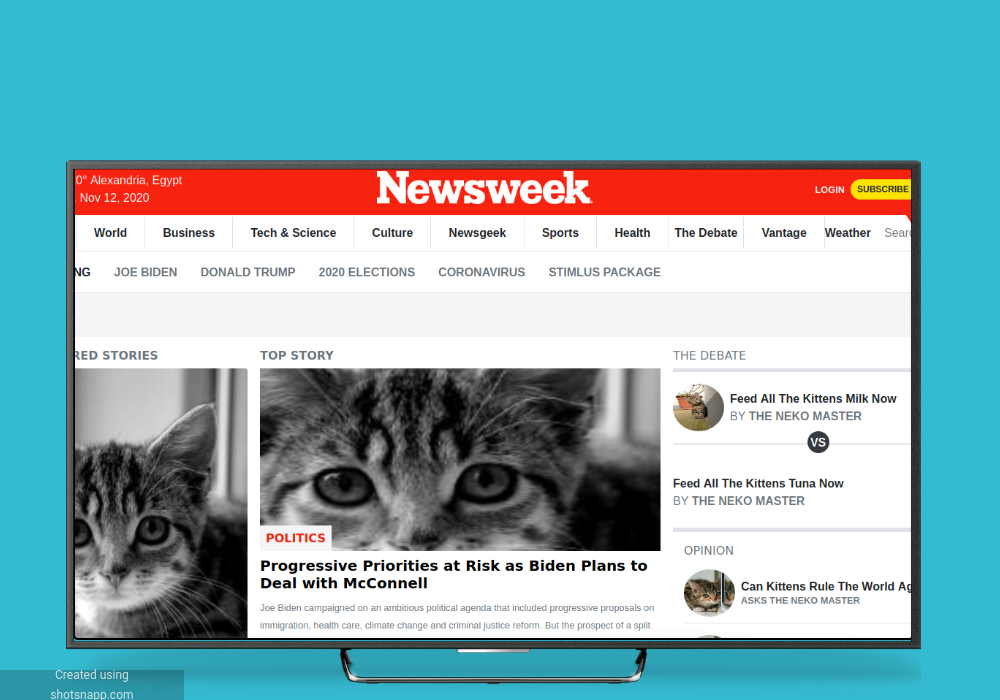 0° Alexandria, Egypt
, Nov 12, 2020
Newsweek
LOGIN
SUBSCRIBE
World
Business
Tech & Science
Culture
Newsgeek
Sports
Health
The Debate
Vantage
Weather
Sear
NG
JOE BIDEN
DONALD TRUMP
2020 ELECTIONS
CORONAVIRUS
STIMLUS PACKAGE
RED STORIES
TOP STORY
POLITICS
Progressive Priorities at Risk as Biden Plans to
Deal with McConnell
Joe Biden campaigned on an ambitious political agenda that included progressive proposals on
immigration, health care, climate change and criminal justice reform. But the prospect of a split
THE DEBATE
Feed All The Kittens Milk Now
BY THE NEKO MASTER
VS
Feed All The Kittens Tuna Now
BY THE NEKO MASTER
OPINION
Can Kittens Rule The World Ag
ASKS THE NEKO MASTER
Created using
shotsnapp.com